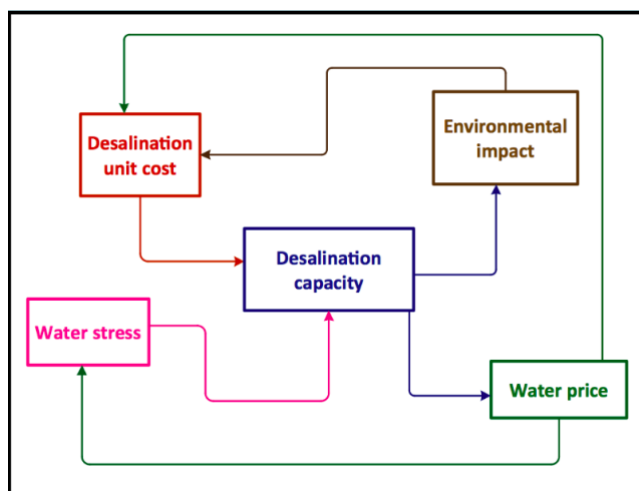 Desalination
unit cost
Environmental
impact
Desalination
capacity
Water stress
Water price